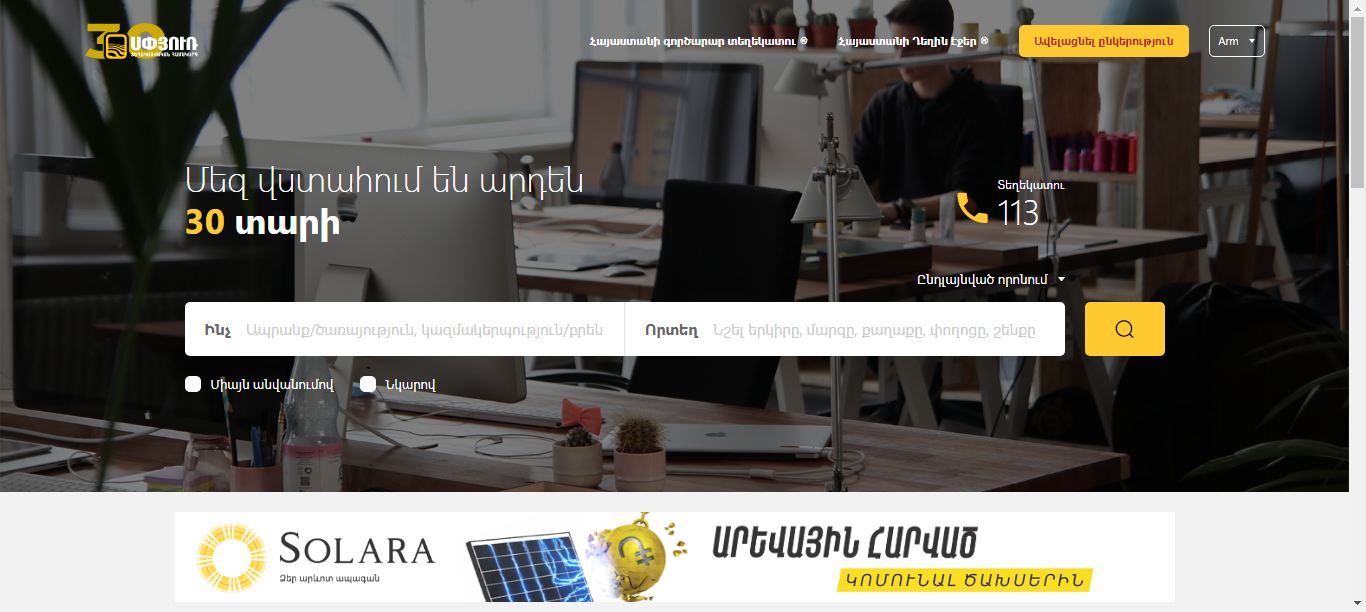 30 ՍՓՅՈՒՌ
ՏԵՂԵԿԱՏՎԱԿԱՆ ՀԱՄԱԿԱՐԳ
Հայաստանի գործարար տեղեկատու ®
Հայաստանի Դեղին Էջեր ®
Ավելացնել ընկերություն
Arm
Մեզ վստահում են արդեն
30 տարի
Տեղեկատու
113
Ընդլայնված որոնում
Ինչ Ապրանք/ծառայություն, կազմակերպություն/բրեն
Որտեղ Նշել երկիրը, մարզը, քաղաքը, փողոցը, շենքը
Միայն անվանումով
Նկարով
SOLARA
Ձեր արևոտ ապագան
ԱՐԵՎԱՅԻՆ ՀԱՐՎԱԾ
ԿՈՄՈՒՆԱԼ ԾԱԽՍԵՐԻՆ